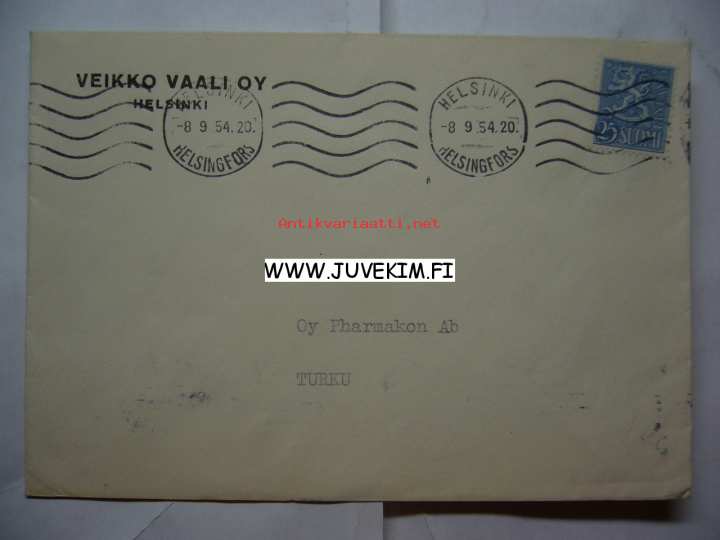 VEIKKO VAALI OY
HELSINKI
HELSINKI
-8 9 54.20.
HELSINGFORS
HELSINKI
-8 9 54.20.
HELSINGFORS
25 SUOMI
Antikvariaatti.net
WWW.JUVEKIM.FI
Oy Pharmakon Ab
TURKU